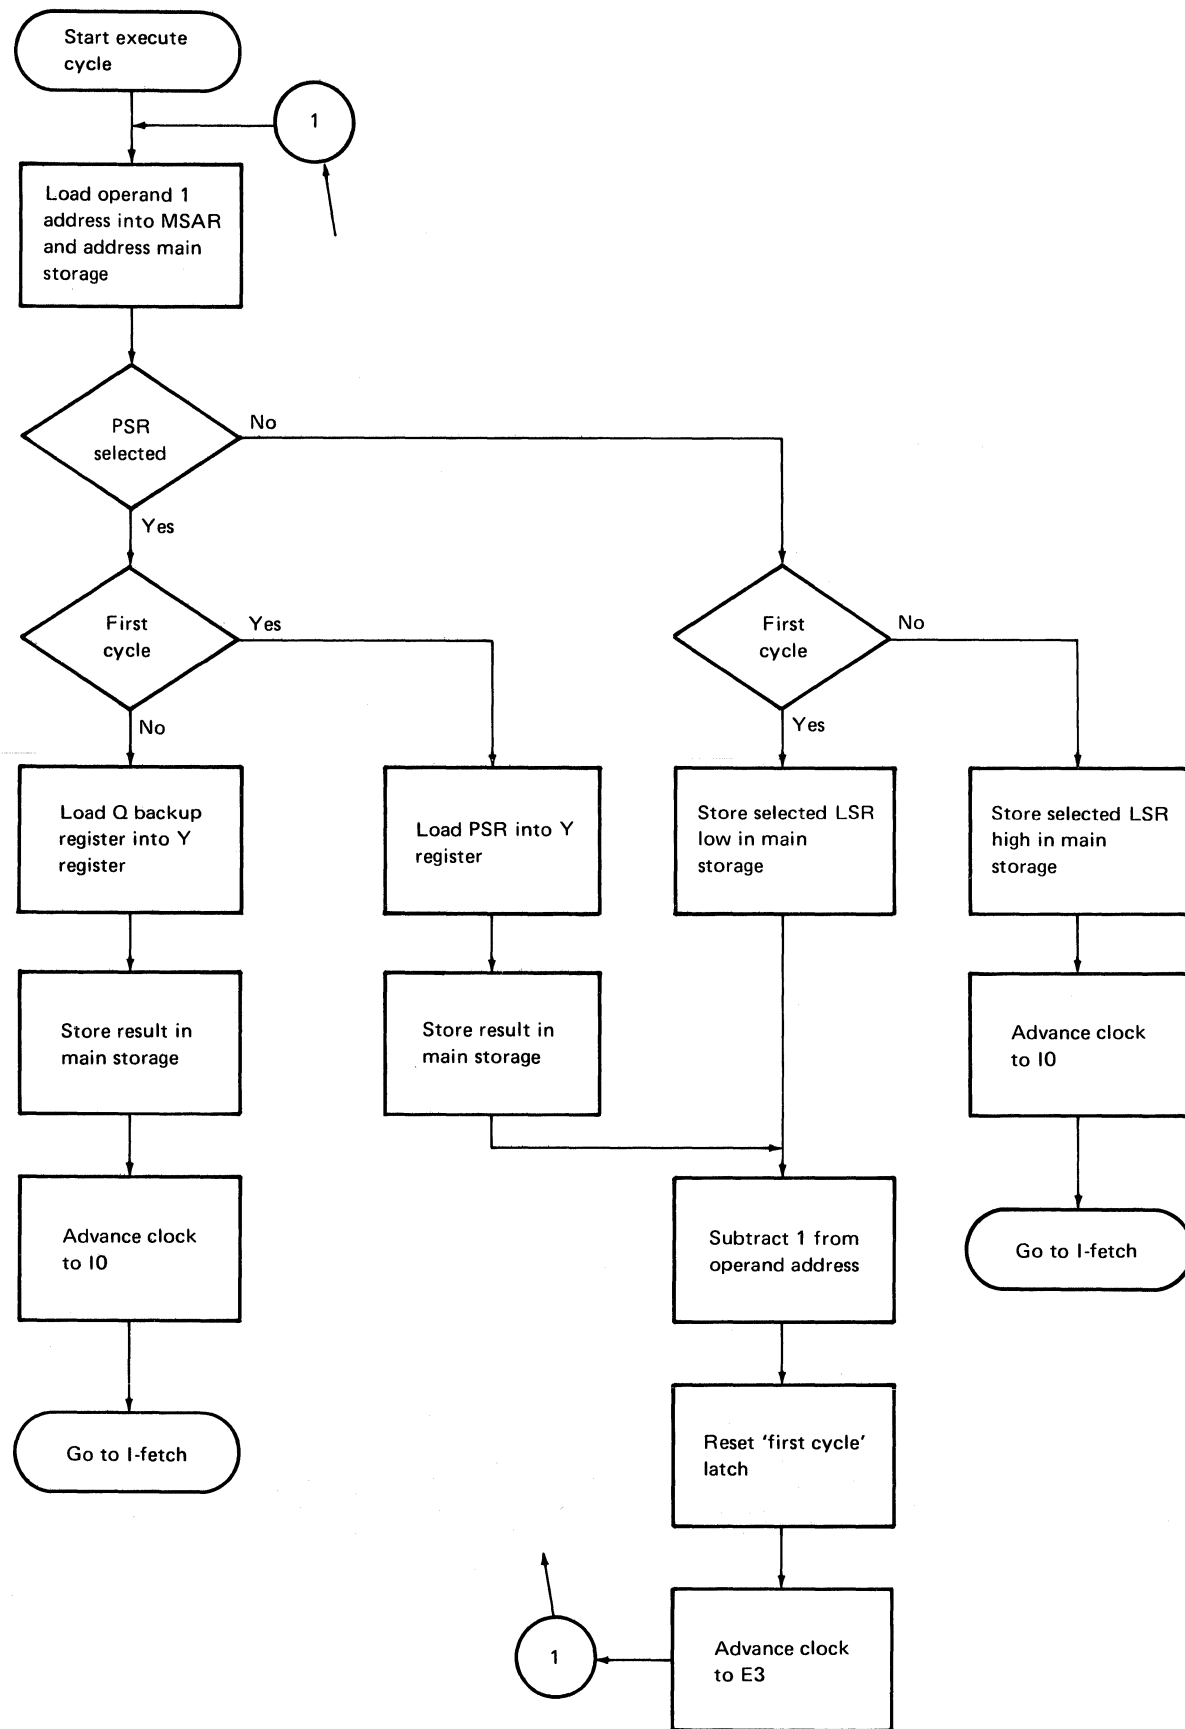 Start execute
cycle
1
Load operand 1
address into MSAR
and address main
storage
PSR
selected
No
Yes
First
cycle
Yes
No
First
cycle
No
Yes
Load Q backup
register into Y
register
Load PSR into Y
register
Store selected LSR
low in main
storage
Store selected LSR
high in main
storage
Store result in
main storage
Store result in
main storage
Advance clock
to I0
Advance clock
to I0
Subtract 1 from
operand address
Go to I-fetch
Go to I-fetch
Reset 'first cycle'
latch
1
Advance clock
to E3